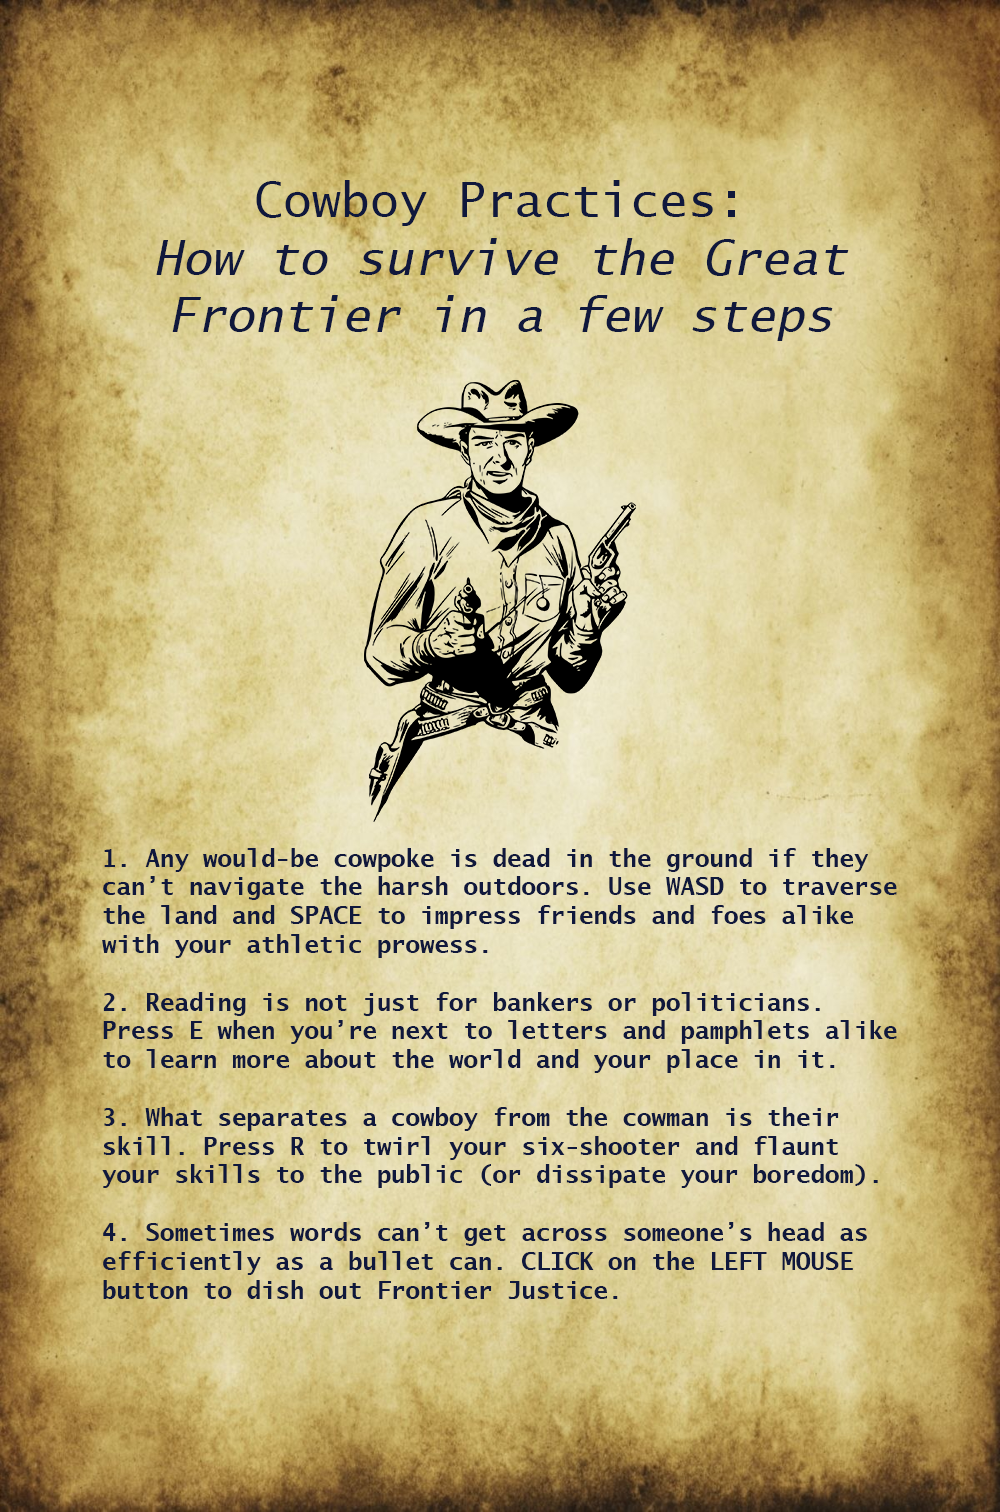 Cowboy Practices:
How to survive the Great
Frontier in a few steps
1. Any would-be cowpoke is dead in the ground if they
can’t navigate the harsh outdoors. Use WASD to traverse
the land and SPACE to impress friends and foes alike
with your athletic prowess.
2. Reading is not just for bankers or politicians.
Press E when you’re next to letters and pamphlets alike
to learn more about the world and your place in it.
3. What separates a cowboy from the cowman is their
skill. Press R to twirl your six-shooter and flaunt
your skills to the public (or dissipate your boredom).
4. Sometimes words can’t get across someone’s head as
efficiently as a bullet can. CLICK on the LEFT MOUSE
button to dish out Frontier Justice.